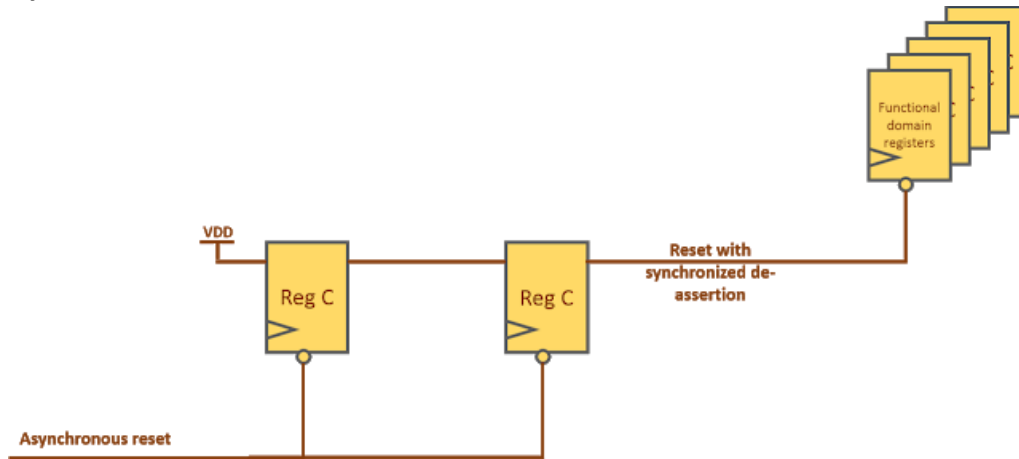 C
C
C
C
Functional
domain
registers
VDD
Reg C
Reg C
Reset with
synchronized de-
assertion
Asynchronous reset